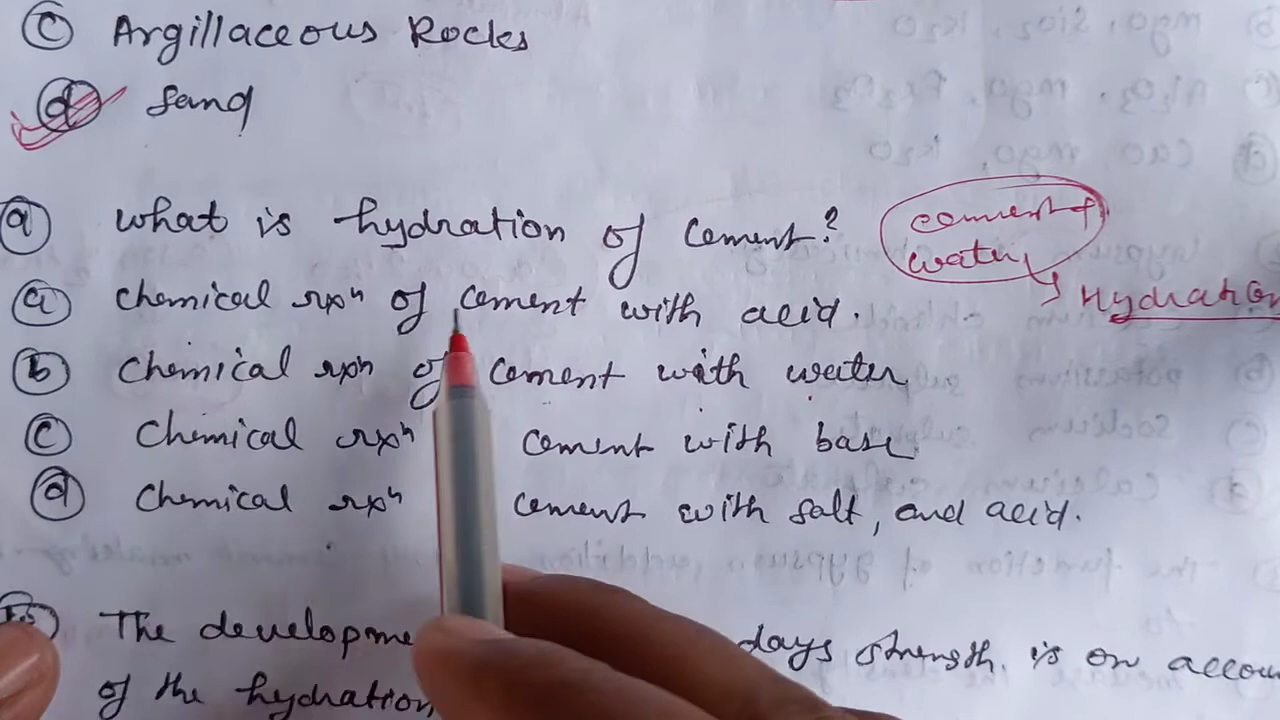 C Argillaceous Rocks
d Sand
9 What is hydration of cement?
cement +
water
Hydration
a Chemical rxn of cement with acid.
b Chemical rxn of cement with water
c Chemical rxn cement with base
d Chemical rxn cement with salt, and acid.
The days strength is on
of the hydration